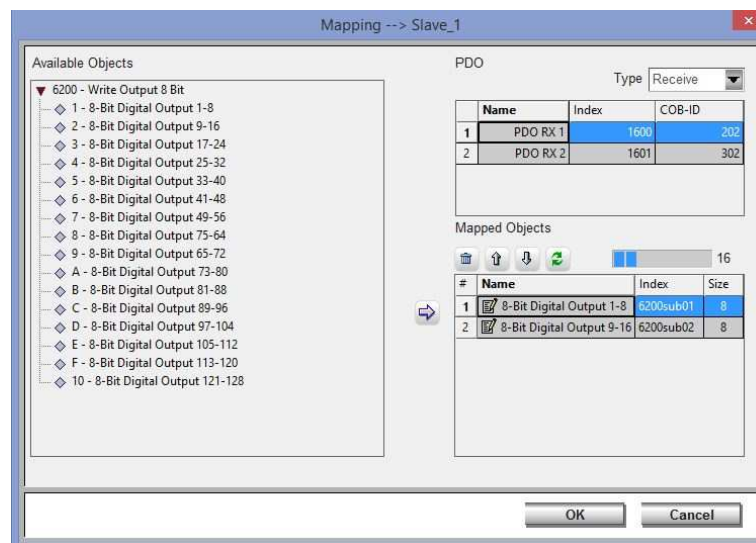 Mapping --> Slave_1
Available Objects
6200 - Write Output 8 Bit
1 - 8-Bit Digital Output 1-8
2 - 8-Bit Digital Output 9-16
3 - 8-Bit Digital Output 17-24
4 - 8-Bit Digital Output 25-32
5 - 8-Bit Digital Output 33-40
6 - 8-Bit Digital Output 41-48
7 - 8-Bit Digital Output 49-56
8 - 8-Bit Digital Output 75-64
9 - 8-Bit Digital Output 65-72
A - 8-Bit Digital Output 73-80
B - 8-Bit Digital Output 81-88
C - 8-Bit Digital Output 89-96
D - 8-Bit Digital Output 97-104
E - 8-Bit Digital Output 105-112
F - 8-Bit Digital Output 113-120
10 - 8-Bit Digital Output 121-128
PDO
Type Receive
Name Index COB-ID
1 PDO RX 1 1600 202
2 PDO RX 2 1601 302
Mapped Objects
16
# Name Index Size
1 8-Bit Digital Output 1-8 6200sub01 8
2 8-Bit Digital Output 9-16 6200sub02 8
OK Cancel